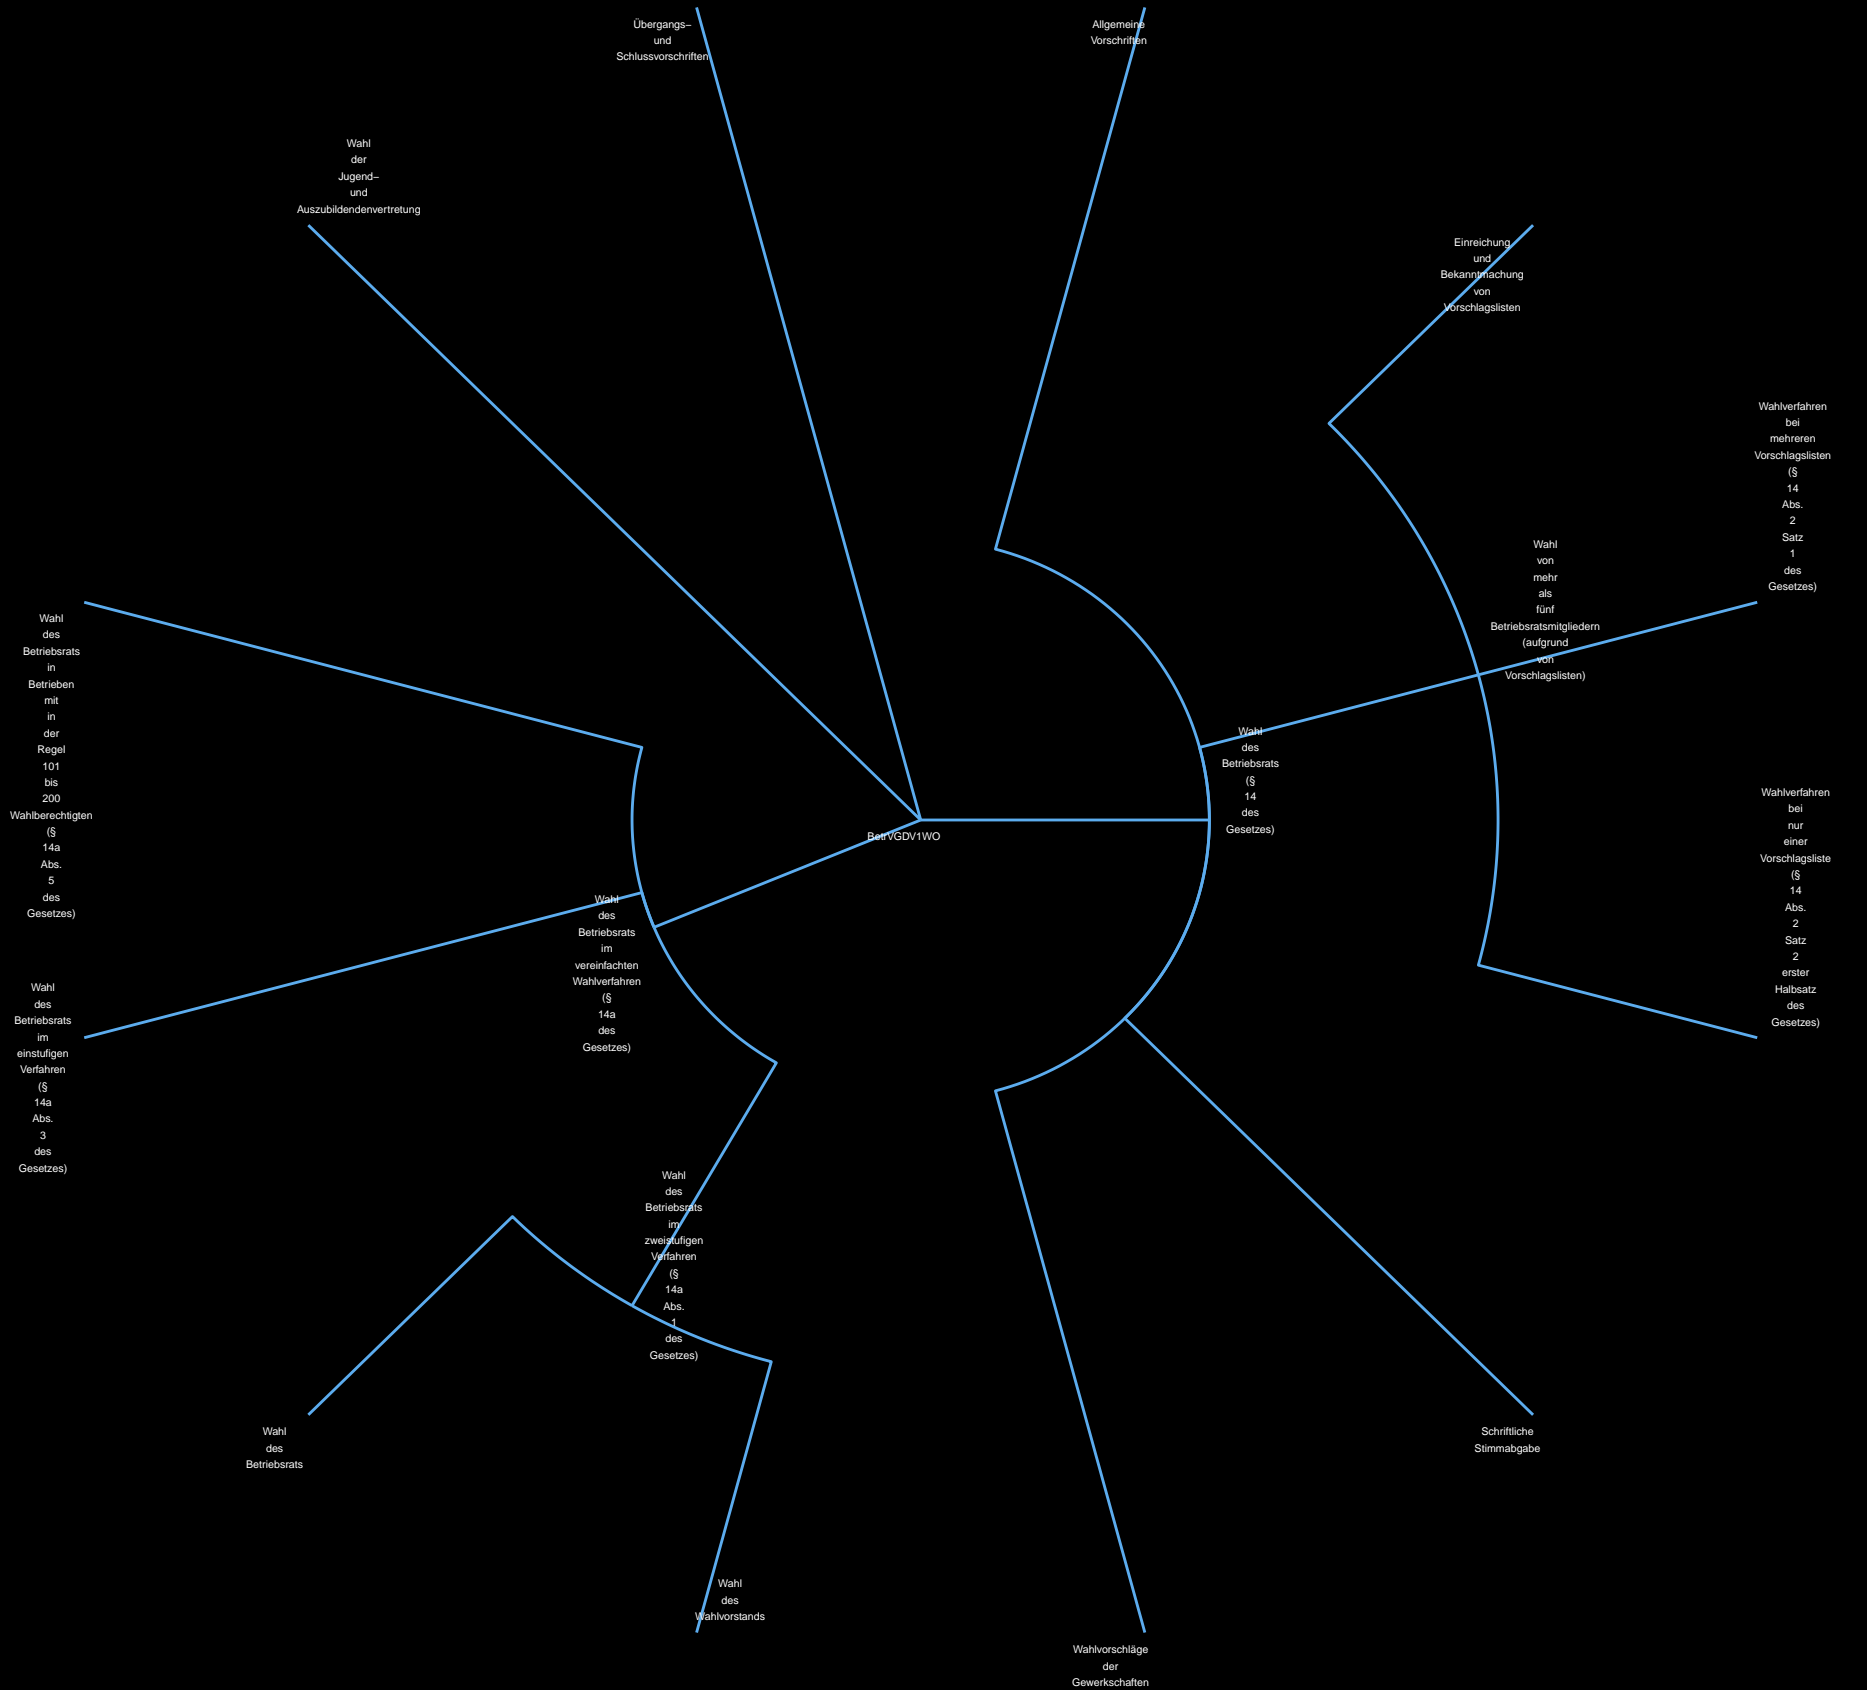 Übergangs–
und
Schlussvorschriften
Allgemeine
Vorschriften
Wahl
der
Jugend–
und
Auszubildendenvertretung
Einreichung
und
Bekanntmachung
von
Vorschlagslisten
Wahlverfahren
bei
mehreren
Vorschlagslisten
(§
14
Abs.
2
Satz
1
des
Gesetzes)
Wahl
von
mehr
als
fünf
Betriebsratsmitgliedern
(aufgrund
von
Vorschlagslisten)
Wahl
des
Betriebsrats
in
Betrieben
mit
in
der
Regel
101
bis
200
Wahlberechtigten
(§
14a
Abs.
5
des
Gesetzes)
Wahl
des
Betriebsrats
(§
14
des
Gesetzes)
BetrVGDV1WO
Wahlverfahren
bei
nur
einer
Vorschlagsliste
(§
14
Abs.
2
Satz
2
erster
Halbsatz
des
Gesetzes)
Wahl
des
Betriebsrats
im
vereinfachten
Wahlverfahren
(§
14a
des
Gesetzes)
Wahl
des
Betriebsrats
im
einstufigen
Verfahren
(§
14a
Abs.
3
des
Gesetzes)
Wahl
des
Betriebsrats
im
zweistufigen
Verfahren
(§
14a
Abs.
1
des
Gesetzes)
Wahl
des
Betriebsrats
Schriftliche
Stimmabgabe
Wahl
des
Wahlvorstands
Wahlvorschläge
der
Gewerkschaften